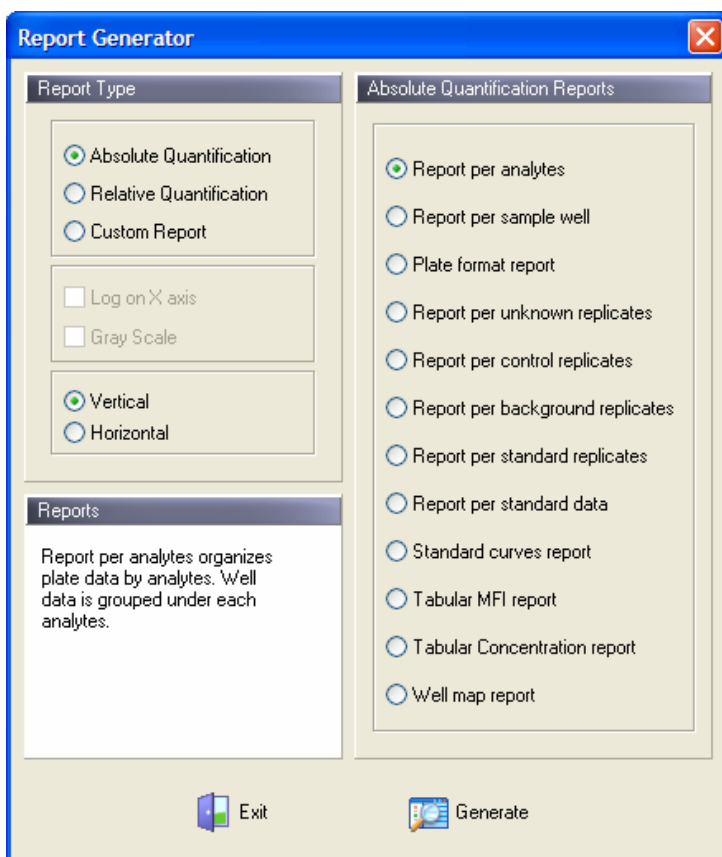 Report Generator
Report Type
Absolute Quantification
Relative Quantification
Custom Report
Log on X axis
Gray Scale
Vertical
Horizontal
Reports
Report per analytes organizes
plate data by analytes. Well
data is grouped under each
analytes.
Absolute Quantification Reports
Report per analytes
Report per sample well
Plate format report
Report per unknown replicates
Report per control replicates
Report per background replicates
Report per standard replicates
Report per standard data
Standard curves report
Tabular MFI report
Tabular Concentration report
Well map report
Exit
Generate